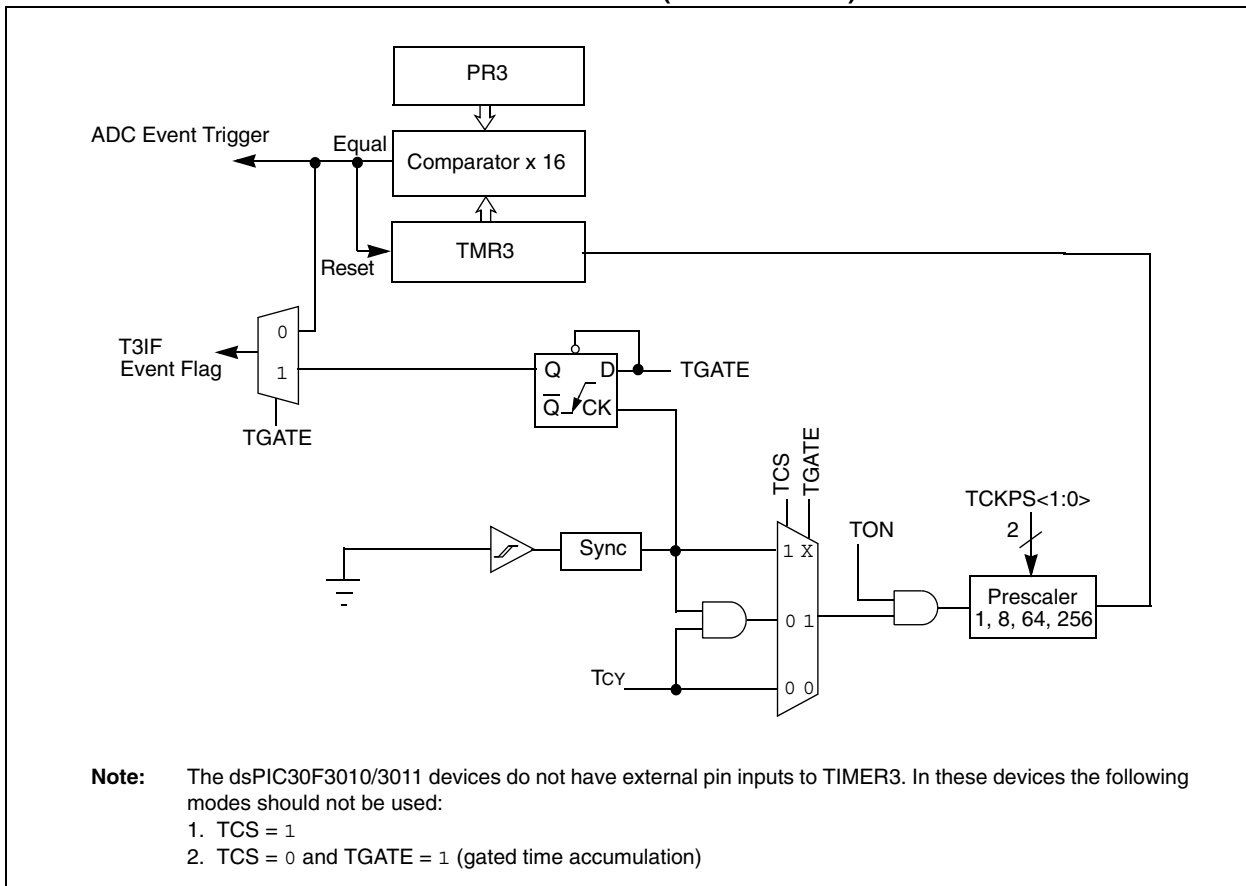 PR3
ADC Event Trigger
Equal
Comparator x 16
Reset
TMR3
0
T3IF
Event Flag
1
Q
D
TGATE
Q
CK
TGATE
TCS
TGATE
TCKPS<1:0>
2
TON
Sync
1 X
Prescaler
1, 8, 64, 256
0 1
TCY
0 0
Note: The dsPIC30F3010/3011 devices do not have external pin inputs to TIMER3. In these devices the following
modes should not be used:
1. TCS = 1
2. TCS = 0 and TGATE = 1 (gated time accumulation)